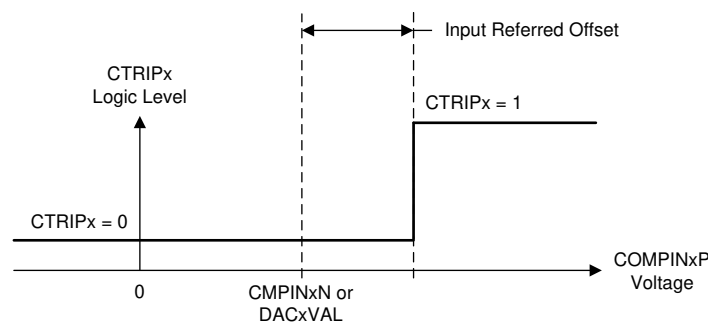 Input Referred Offset
CTRIPx
Logic Level
CTRIPx = 1
CTRIPx = 0
COMPINxP
Voltage
0
CMPINxN or
DACxVAL